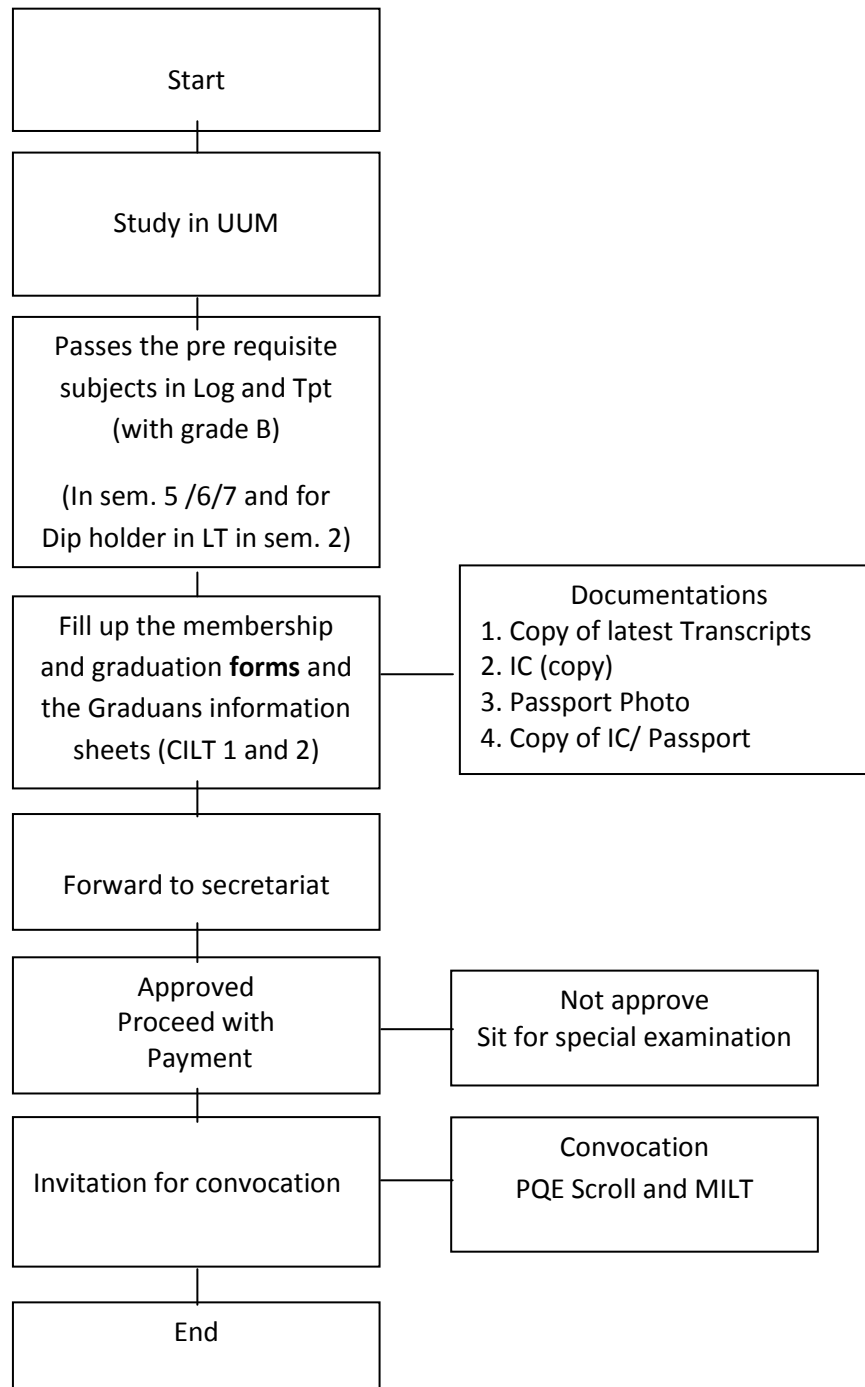 Start
Study in UUM
Passes the pre requisite
subjects in Log and Tpt
(with grade B)
(In sem. 5 /6/7 and for
Dip holder in LT in sem. 2)
Fill up the membership
and graduation forms and
the Graduans information
sheets (CILT 1 and 2)
Documentations
1. Copy of latest Transcripts
2. IC (copy)
3. Passport Photo
4. Copy of IC/ Passport
Forward to secretariat
Approved
Proceed with
Payment
Not approve
Sit for special examination
Invitation for convocation
Convocation
PQE Scroll and MILT
End